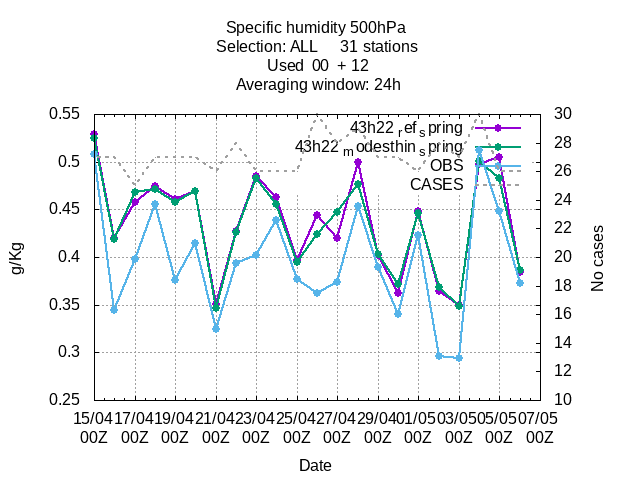 Specific humidity 500hPa
Selection: ALL     31 stations
Used  00  + 12
Averaging window: 24h
0.55
0.5
0.45
0.4
0.35
0.3
0.25
30
28
26
24
22
20
18
16
14
12
10
g/Kg
No cases
43h22 refspring
43h22 modesthinspring
OBS
CASES
15/04 17/04 19/04 21/04 23/04 25/04 27/04 29/04 01/05 03/05 05/05 07/05
00Z 00Z 00Z 00Z 00Z 00Z 00Z 00Z 00Z 00Z 00Z 00Z
Date